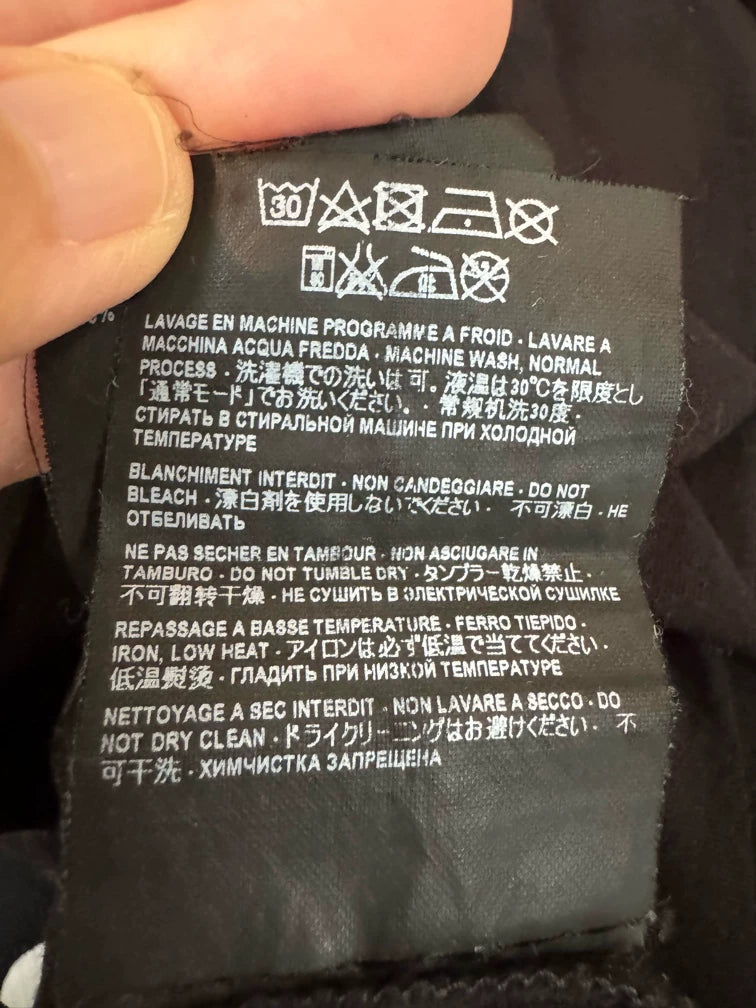 30
LAVAGE EN MACHINE PROGRAMME A FROID · LAVARE A
MACCHINA ACQUA FREDDA · MACHINE WASH, NORMAL
PROCESS · 洗濯機での洗いは可。液温は30℃を限度とし
「通常モード」でお洗いください。· 常规机洗30度 ·
СТИРАТЬ В СТИРАЛЬНОЙ МАШИНЕ ПРИ ХОЛОДНОЙ
ТЕМПЕРАТУРЕ
BLANCHIMENT INTERDIT · NON CANDEGGIARE · DO NOT
BLEACH · 漂白剤を使用しないでください · 不可漂白 · НЕ
ОТБЕЛИВАТЬ
NE PAS SECHER EN TAMBOUR · NON ASCIUGARE IN
TAMBURO · DO NOT TUMBLE DRY · タンブラー乾燥禁止 ·
不可翻转干燥 · НЕ СУШИТЬ В ЭЛЕКТРИЧЕСКОЙ СУШИЛКЕ
REPASSAGE A BASSE TEMPERATURE · FERRO TIEPIDO ·
IRON, LOW HEAT · アイロンは必ず低温で当ててください ·
低温熨烫 · ГЛАДИТЬ ПРИ НИЗКОЙ ТЕМПЕРАТУРЕ
NETTOYAGE A SEC INTERDIT · NON LAVARE A SECCO · DO
NOT DRY CLEAN · ドライクリーニングはお避けください · 不
可干洗 · ХИМЧИСТКА ЗАПРЕЩЕНА